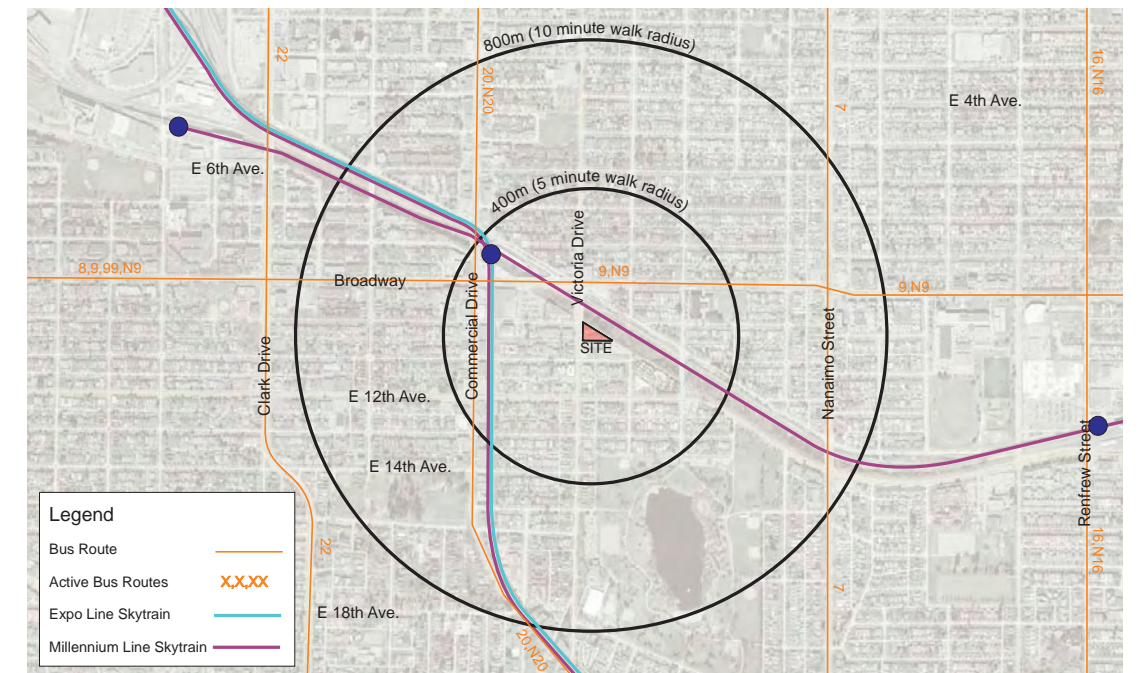 800m (10 minute walk radius)
22
20,N20
7
16,N16
E 4th Ave.
E 6th Ave.
400m (5 minute walk radius)
Victoria Drive
8,9,99,N9
Broadway
9,N9
9,N9
Commercial Drive
Clark Drive
SITE
Nanaimo Street
E 12th Ave.
E 14th Ave.
Renfrew Street
22
16,N16
7
E 18th Ave.
20,N20
Legend
Bus Route
Active Bus Routes X,X,XX
Expo Line Skytrain
Millennium Line Skytrain